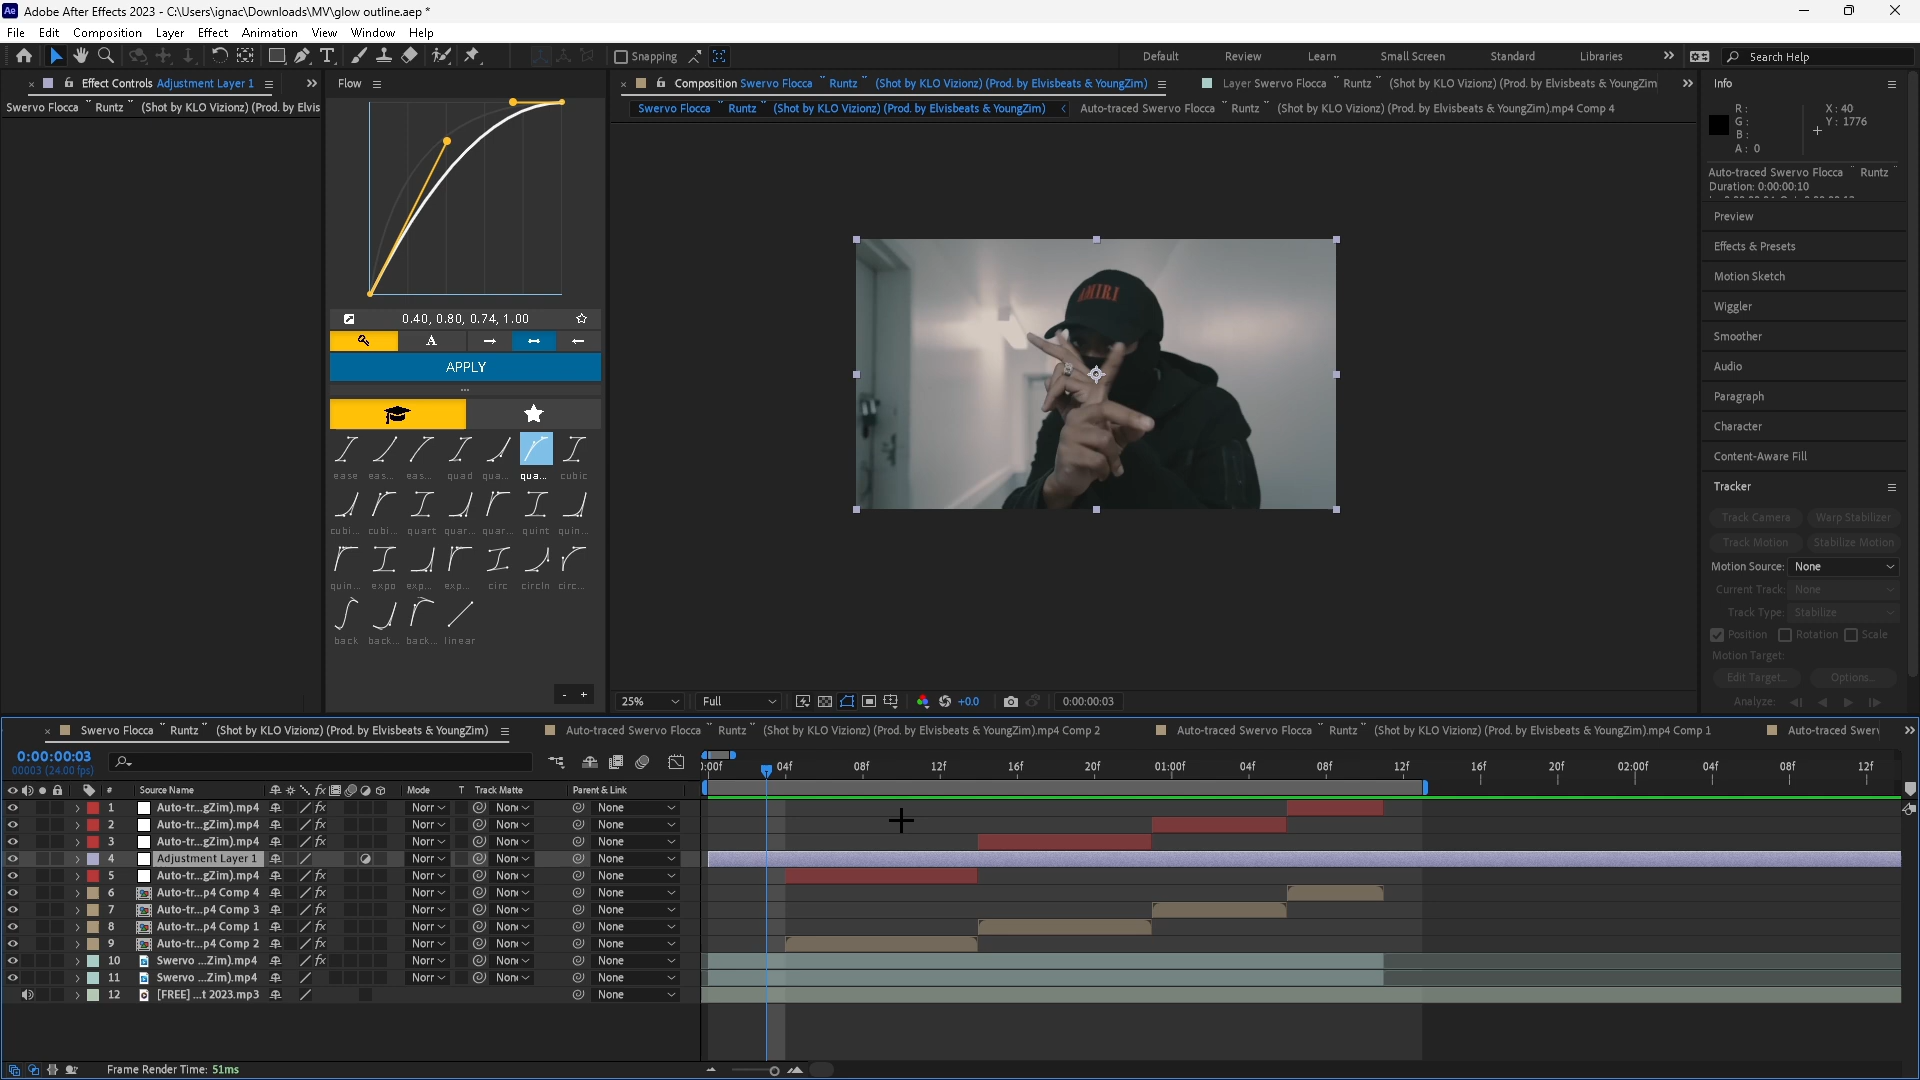 Adobe After Effects 2023 - C:\Users\ignac\Downloads\MV\glow outline.aep *
File Edit Composition Layer Effect Animation View Window Help
Snapping Default Review Learn Small Screen Standard Libraries Search Help
Effect Controls Adjustment Layer 1
Flow
Composition Swervo Flocca ˜ Runtz ˜ (Shot by KLO Vizionz) (Prod. by Elvisbeats & YoungZim)
Layer Swervo Flocca ˜ Runtz ˜ (Shot by KLO Vizionz) (Prod. by Elvisbeats & YoungZim
Swervo Flocca ˜ Runtz ˜ (Shot by KLO Vizionz) (Prod. by Elvis
Swervo Flocca ˜ Runtz ˜ (Shot by KLO Vizionz) (Prod. by Elvisbeats & YoungZim)
Auto-traced Swervo Flocca ˜ Runtz ˜ (Shot by KLO Vizionz) (Prod. by Elvisbeats & YoungZim).mp4 Comp 4
0.40, 0.80, 0.74, 1.00
A
APPLY
ease eas... eas... quad qua... qua... cubic
cubi... cubi... quart quar... quar... quint quin...
quin... expo exp... exp... circ circIn circ...
back back... back... linear
- +
AMIRI
25% Full +0.0 0:00:00:03
Info
R: X: 40
G: Y: 1776
B:
A: 0
Auto-traced Swervo Flocca ˜ Runtz ˜
Duration: 0:00:00:10
Preview
Effects & Presets
Motion Sketch
Wiggler
Smoother
Audio
Paragraph
Character
Content-Aware Fill
Tracker
Track Camera Warp Stabilizer
Track Motion Stabilize Motion
Motion Source: None
Current Track: None
Track Type: Stabilize
Position Rotation Scale
Motion Target:
Edit Target... Options...
Analyze:
Swervo Flocca ˜ Runtz ˜ (Shot by KLO Vizionz) (Prod. by Elvisbeats & YoungZim)
Auto-traced Swervo Flocca ˜ Runtz ˜ (Shot by KLO Vizionz) (Prod. by Elvisbeats & YoungZim).mp4 Comp 2
Auto-traced Swervo Flocca ˜ Runtz ˜ (Shot by KLO Vizionz) (Prod. by Elvisbeats & YoungZim).mp4 Comp 1
Auto-traced Swerv
0:00:00:03
00003 (24.00 fps)
):00f 04f 08f 12f 16f 20f 01:00f 04f 08f 12f 16f 20f 02:00f 04f 08f 12f
# Source Name fx Mode T Track Matte Parent & Link
1 Auto-tr...gZim).mp4 fx Norr None None
2 Auto-tr...gZim).mp4 fx Norr None None
3 Auto-tr...gZim).mp4 fx Norr None None
4 Adjustment Layer 1 Norr None None
5 Auto-tr...gZim).mp4 fx Norr None None
6 Auto-tr...p4 Comp 4 fx Norr None None
7 Auto-tr...p4 Comp 3 fx Norr None None
8 Auto-tr...p4 Comp 1 fx Norr None None
9 Auto-tr...p4 Comp 2 fx Norr None None
10 Swervo ...Zim).mp4 fx Norr None None
11 Swervo ...Zim).mp4 Norr None None
12 [FREE] ...t 2023.mp3 None
Frame Render Time: 51ms